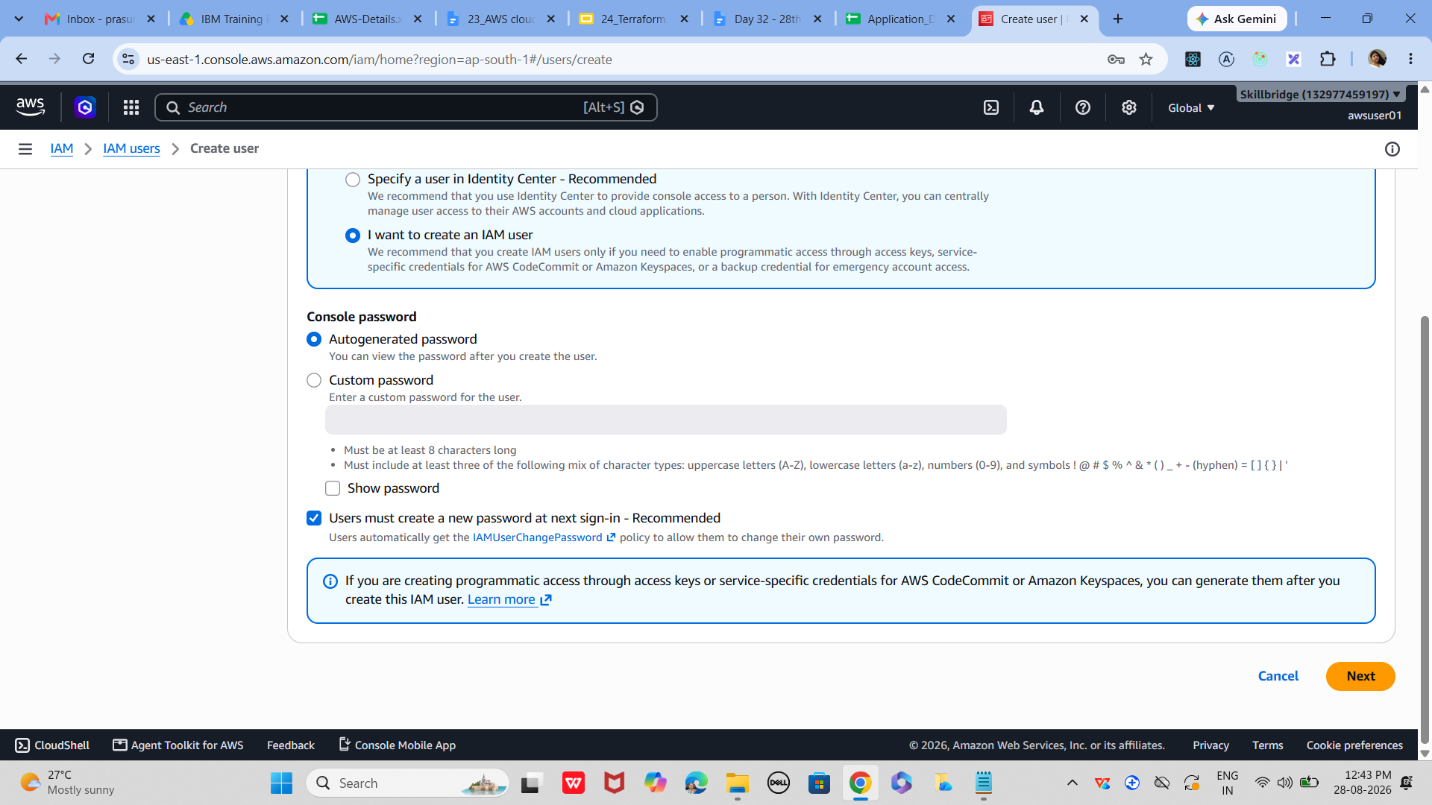 Inbox - prasu
IBM Training
AWS-Details.x
23_AWS clou
24_Terraform.
Day 32 - 28th
Application_D
Create user |
Ask Gemini
us-east-1.console.aws.amazon.com/iam/home?region=ap-south-1#/users/create
aws
Search
[Alt+S]
Global
Skillbridge (132977459197)
awsuser01
IAM
IAM users
Create user
Specify a user in Identity Center - Recommended
We recommend that you use Identity Center to provide console access to a person. With Identity Center, you can centrally
manage user access to their AWS accounts and cloud applications.
I want to create an IAM user
We recommend that you create IAM users only if you need to enable programmatic access through access keys, service-
specific credentials for AWS CodeCommit or Amazon Keyspaces, or a backup credential for emergency account access.
Console password
Autogenerated password
You can view the password after you create the user.
Custom password
Enter a custom password for the user.
• Must be at least 8 characters long
• Must include at least three of the following mix of character types: uppercase letters (A-Z), lowercase letters (a-z), numbers (0-9), and symbols ! @ # $ % ^ & * ( ) _ + - (hyphen) = [ ] { } | '
Show password
Users must create a new password at next sign-in - Recommended
Users automatically get the IAMUserChangePassword policy to allow them to change their own password.
If you are creating programmatic access through access keys or service-specific credentials for AWS CodeCommit or Amazon Keyspaces, you can generate them after you
create this IAM user. Learn more
Cancel
Next
CloudShell
Agent Toolkit for AWS
Feedback
Console Mobile App
© 2026, Amazon Web Services, Inc. or its affiliates.
Privacy
Terms
Cookie preferences
27°C
Mostly sunny
Search
DELL
ENG
IN
12:43 PM
28-08-2026